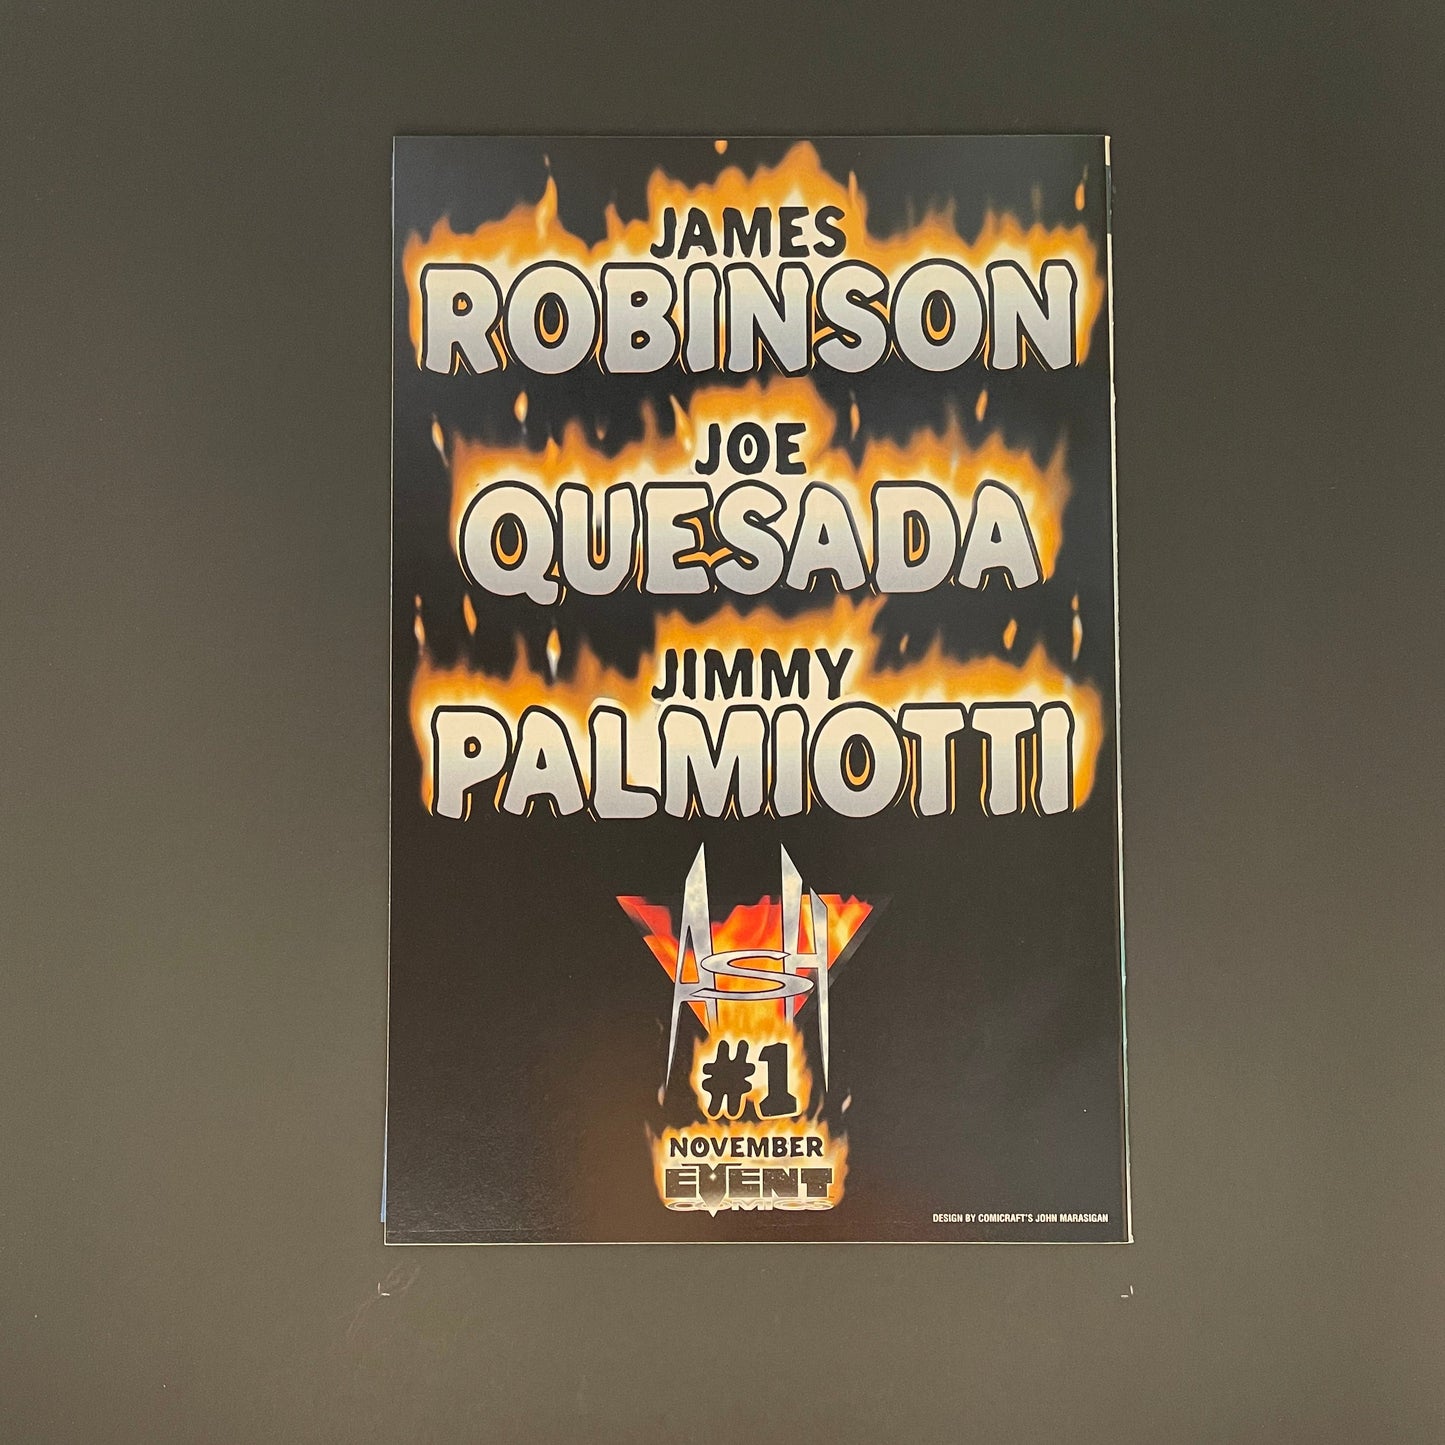 JAMES
ROBINSON
JOE
QUESADA
JIMMY
PALMIOTTI
ASH
#1
NOVEMBER
EVENT
COMICS
DESIGN BY COMICRAFT'S JOHN MARASIGAN